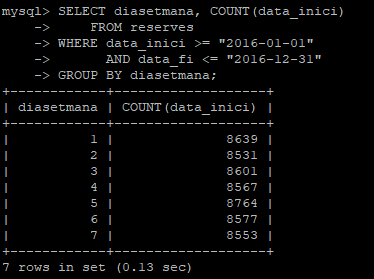 mysql> SELECT diasetmana, COUNT(data_inici)
    ->     FROM reserves
    -> WHERE data_inici >= "2016-01-01"
    ->       AND data_fi <= "2016-12-31"
    -> GROUP BY diasetmana;
+------------+-------------------+
| diasetmana | COUNT(data_inici) |
+------------+-------------------+
|          1 |              8639 |
|          2 |              8531 |
|          3 |              8601 |
|          4 |              8567 |
|          5 |              8764 |
|          6 |              8577 |
|          7 |              8553 |
+------------+-------------------+
7 rows in set (0.13 sec)